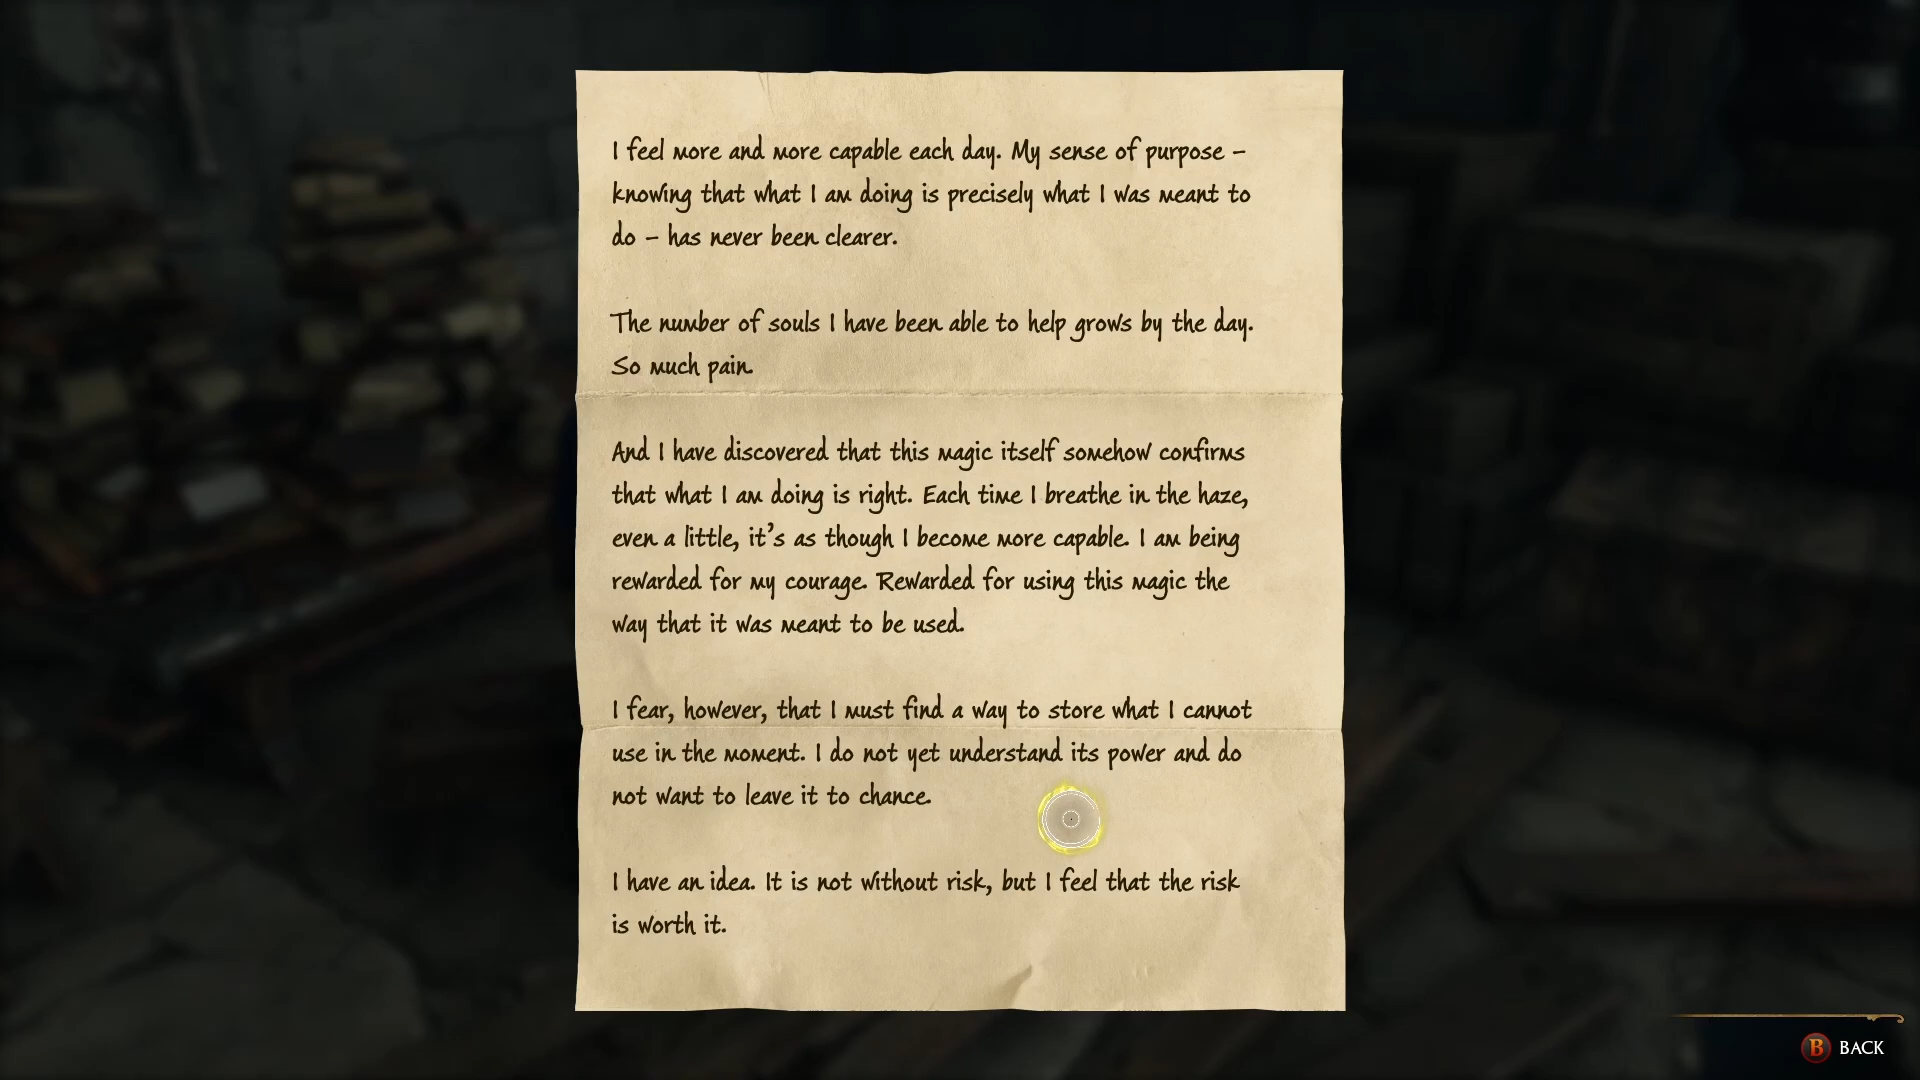 I feel more and more capable each day. My sense of purpose –
knowing that what I am doing is precisely what I was meant to
do – has never been clearer.
The number of souls I have been able to help grows by the day.
So much pain.
And I have discovered that this magic itself somehow confirms
that what I am doing is right. Each time I breathe in the haze,
even a little, it's as though I become more capable. I am being
rewarded for my courage. Rewarded for using this magic the
way that it was meant to be used.
I fear, however, that I must find a way to store what I cannot
use in the moment. I do not yet understand its power and do
not want to leave it to chance.
I have an idea. It is not without risk, but I feel that the risk
is worth it.
B BACK